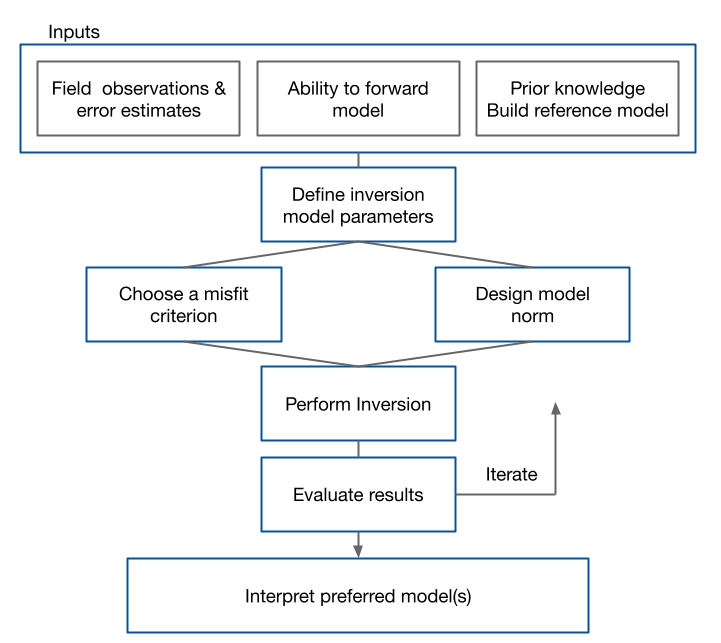 Inputs
Field observations &
error estimates
Ability to forward
model
Prior knowledge
Build reference model
Define inversion
model parameters
Choose a misfit
criterion
Design model
norm
Perform Inversion
Iterate
Evaluate results
Interpret preferred model(s)